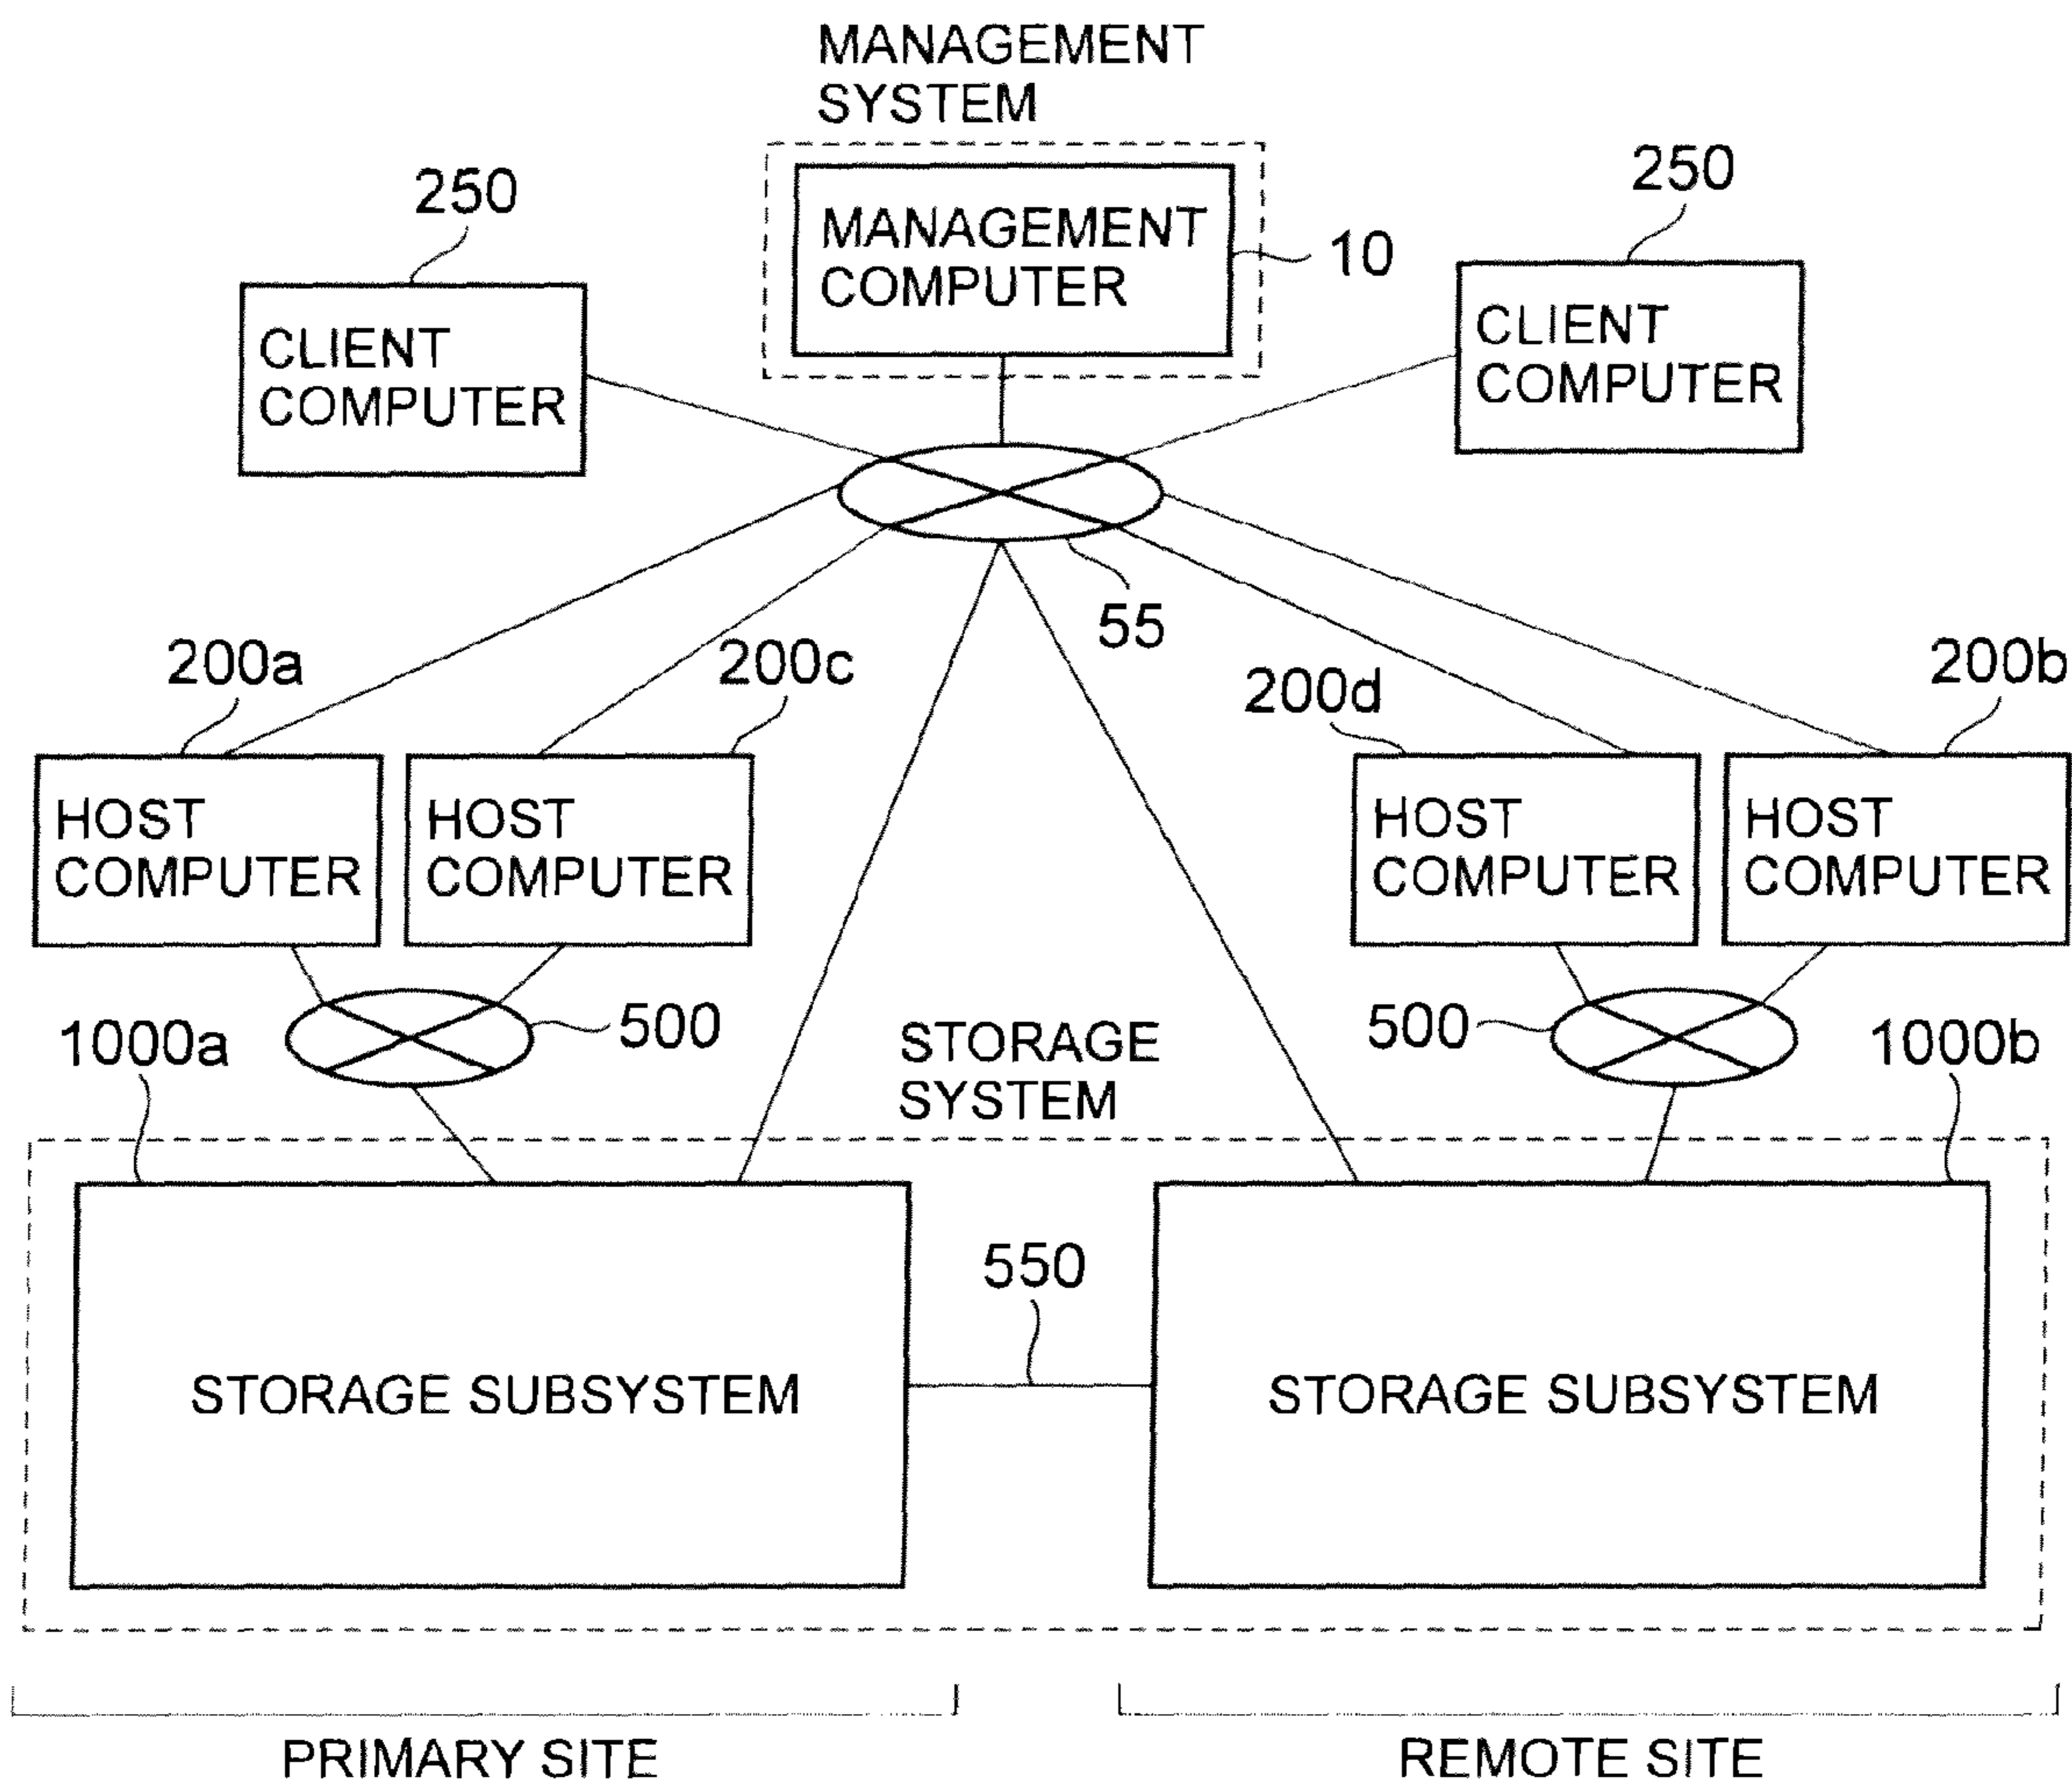 MANAGEMENT
SYSTEM
250
MANAGEMENT
COMPUTER
10
250
CLIENT
COMPUTER
CLIENT
COMPUTER
55
200a
200c
200d
200b
HOST
COMPUTER
HOST
COMPUTER
HOST
COMPUTER
HOST
COMPUTER
1000a
500
STORAGE
SYSTEM
500
1000b
550
STORAGE SUBSYSTEM
STORAGE SUBSYSTEM
PRIMARY SITE
REMOTE SITE